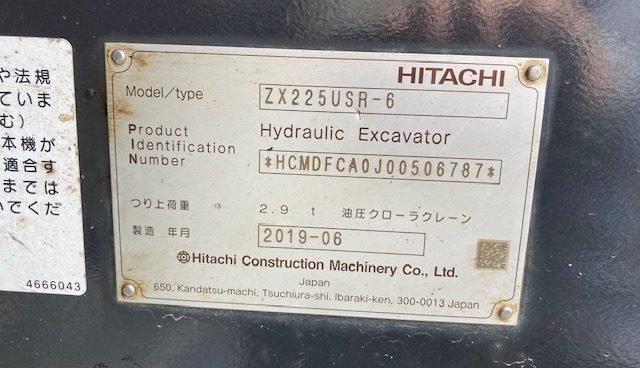 や法規
ていま
む)
本機が
適合す
までは
いでくだ
4666043
HITACHI
Model/type ZX225USR-6
Product Identification Number
Hydraulic Excavator
*HCMDFCA0J00506787*
つり上荷重 2.9 t 油圧クローラクレーン
製造 年月 2019-06
©Hitachi Construction Machinery Co., Ltd.
Japan
650, Kandatsu-machi, Tsuchiura-shi, Ibaraki-ken, 300-0013 Japan